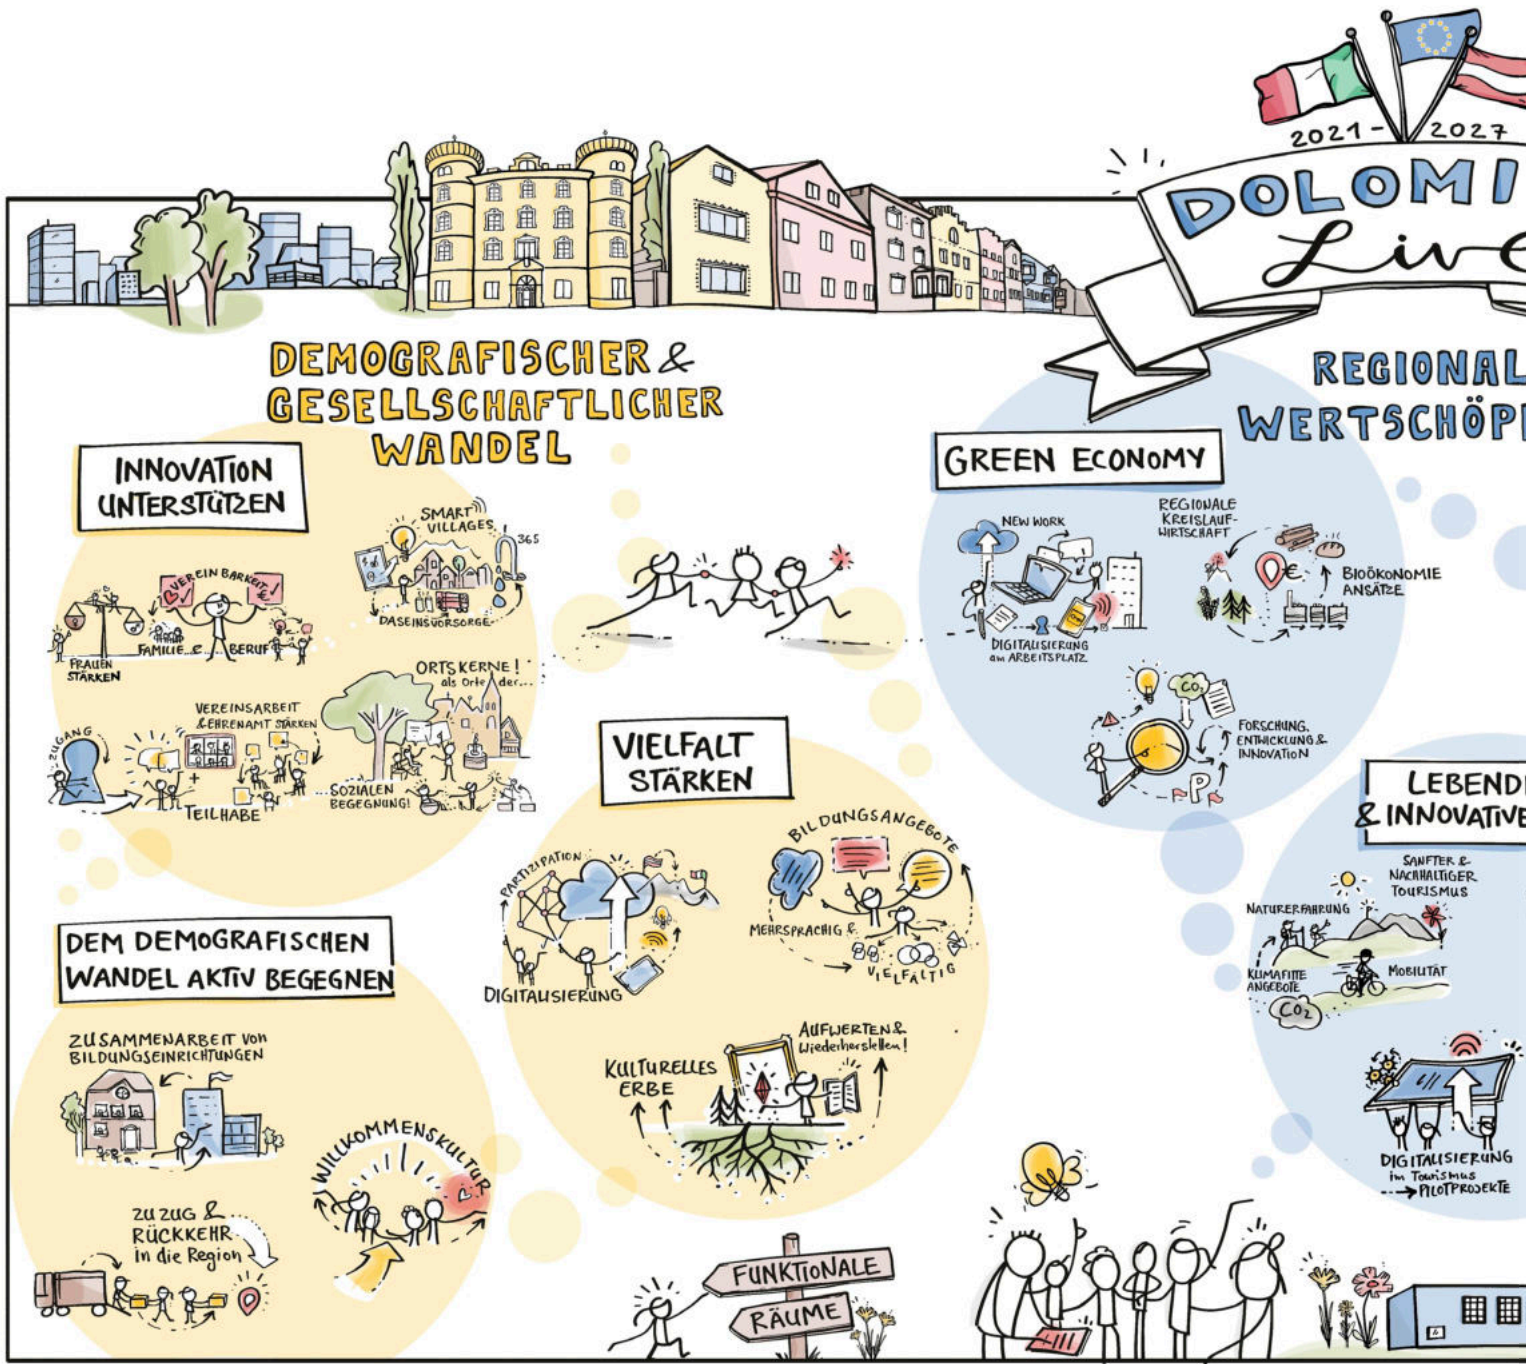 2021 - 2027
DOLOMI
Live
DEMOGRAFISCHER &
GESELLSCHAFTLICHER
WANDEL
INNOVATION
UNTERSTÜTZEN
SMART
VILLAGES
365
DASEINSVORSORGE
VEREINBARKEIT
€
FAMILIE
BERUF
FRAUEN
STÄRKEN
ORTSKERNE!
als Orte der...
VEREINSARBEIT
& EHRENAMT STÄRKEN
ZUGANG
+
TEILHABE
...SOZIALEN
BEGEGNUNG!
DEM DEMOGRAFISCHEN
WANDEL AKTIV BEGEGNEN
ZUSAMMENARBEIT von
BILDUNGSEINRICHTUNGEN
WILLKOMMENSKULTUR
ZUZUG &
RÜCKKEHR
in die Region
VIELFALT
STÄRKEN
PARTIZIPATION
DIGITALISIERUNG
BILDUNGSANGEBOTE
MEHRSPRACHIG &
VIELFÄLTIG
KULTURELLES
ERBE
AUFWERTEN &
Wiederherstellen!
FUNKTIONALE
RÄUME
REGIONAL
WERTSCHÖP
GREEN ECONOMY
NEW WORK
DIGITALISIERUNG
am ARBEITSPLATZ
REGIONALE
KREISLAUF-
WIRTSCHAFT
€
BIOÖKONOMIE
ANSÄTZE
CO2
FORSCHUNG,
ENTWICKLUNG &
INNOVATION
P
LEBENDI
& INNOVATIVE
SANFTER &
NACHHALTIGER
TOURISMUS
NATURERFAHRUNG
KLIMAFITTE
ANGEBOTE
MOBILITÄT
CO2
DIGITALISIERUNG
im Tourismus
PILOTPROJEKTE